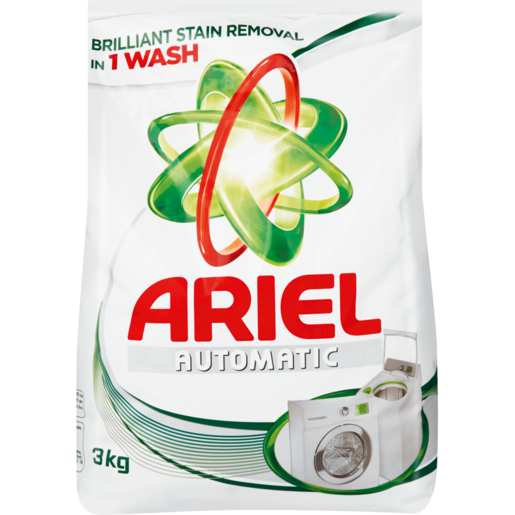 BRILLIANT STAIN REMOVAL
IN 1 WASH
ARIEL
AUTOMATIC
3kg